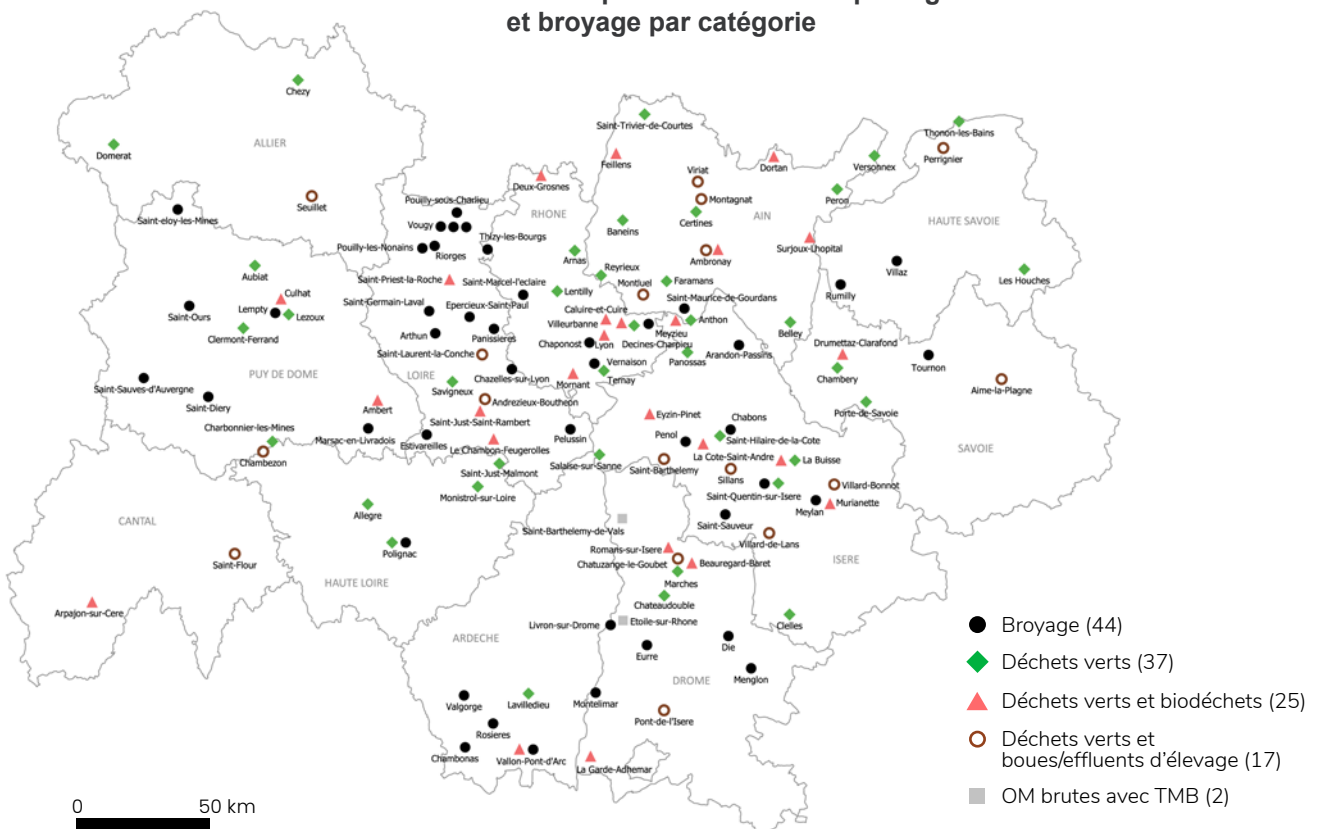 et broyage par catégorie
Chezy
ALLIER
Domerat
Seuillet
Saint-eloy-les-Mines
Saint-Trivier-de-Courtes
Thonon-les-Bains
Perrignier
Feillens
Dortan
Versonnex
Viriat
Deux-Grosnes
Montagnat
Peron
Pouilly-sous-Charlieu
RHONE
Certines
AIN
HAUTE SAVOIE
Vougy
Baneins
Thizy-les-Bourgs
Pouilly-les-Nonains
Riorges
Surjoux-Lhopital
Arnas
Ambronay
Villaz
Aubiat
Reyrieux
Saint-Priest-la-Roche
Saint-Marcel-l'eclaire
Montluel
Faramans
Les Houches
Culhat
Lentilly
Rumilly
Saint-Germain-Laval
Epercieux-Saint-Paul
Saint-Maurice-de-Gourdans
Lempty
Lezoux
Caluire-et-Cuire
Saint-Ours
Villeurbanne
Anthon
Clermont-Ferrand
Arthun
Panissieres
Meyzieu
Belley
Chaponost
Lyon
Decines-Charpieu
Drumettaz-Clarafond
Saint-Laurent-la-Conche
Panossas
Arandon-Passins
Vernaison
Tournon
PUY DE DOME
LOIRE
Chazelles-sur-Lyon
Ternay
Chambery
Saint-Sauves-d'Auvergne
Savigneux
Mornant
Aime-la-Plagne
Saint-Diery
Andrezieux-Boutheon
Porte-de-Savoie
Ambert
Saint-Just-Saint-Rambert
Eyzin-Pinet
Chabons
Charbonnier-les-Mines
Marsac-en-Livradois
Estivareilles
Pelussin
Penol
Saint-Hilaire-de-la-Cote
Le Chambon-Feugerolles
La Cote-Saint-Andre
La Buisse
SAVOIE
Chambezon
Saint-Just-Malmont
Salaise-sur-Sanne
Saint-Barthelemy
Sillans
Monistrol-sur-Loire
Saint-Quentin-sur-Isere
Villard-Bonnot
Murianette
Meylan
Allegre
CANTAL
Saint-Barthelemy-de-Vals
Saint-Sauveur
Villard-de-Lans
Polignac
Romans-sur-Isere
Saint-Flour
Chatuzange-le-Goubet
Beauregard-Baret
ISERE
HAUTE LOIRE
Marches
Arpajon-sur-Cere
Chateaudouble
Clelles
Livron-sur-Drome
Etoile-sur-Rhone
ARDECHE
Die
Eurre
Menglon
DROME
Valgorge
Lavilledieu
Montelimar
Pont-de-l'Isere
Rosieres
Chambonas
Vallon-Pont-d'Arc
La Garde-Adhemar
Broyage (44)
Déchets verts (37)
Déchets verts et biodéchets (25)
Déchets verts et
boues/effluents d'élevage (17)
OM brutes avec TMB (2)
0 50 km